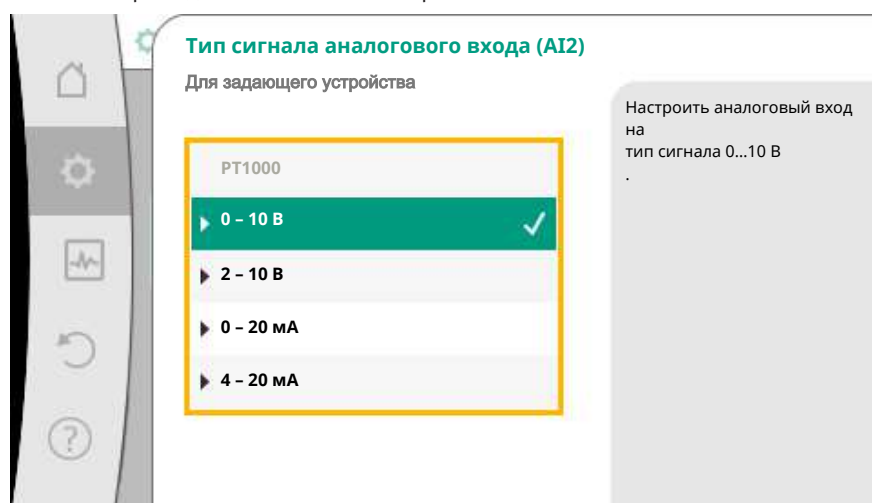 Тип сигнала аналогового входа (AI2)
Для задающего устройства
PT1000
0 – 10 В
2 – 10 В
0 – 20 мА
4 – 20 мА
Настроить аналоговый вход
на
тип сигнала 0...10 В
.
?